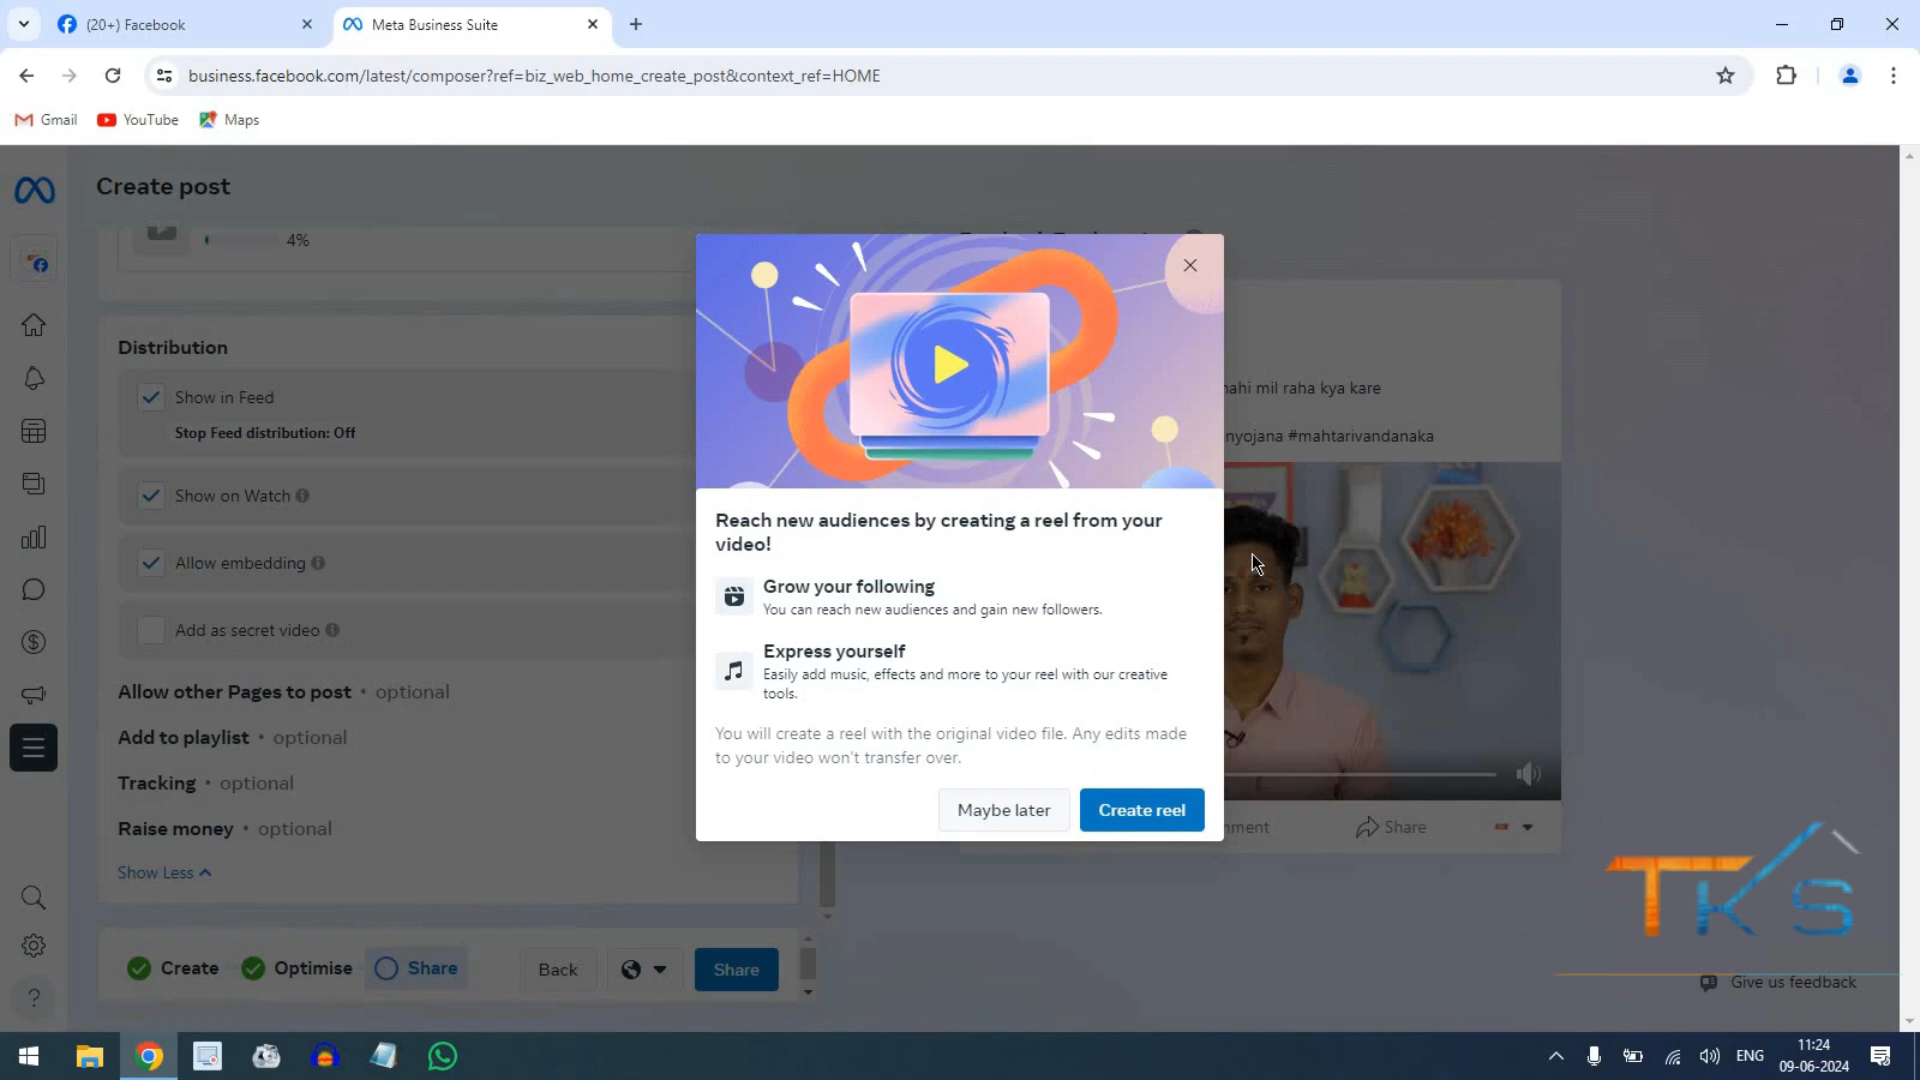 (20+) Facebook
Meta Business Suite
business.facebook.com/latest/composer?ref=biz_web_home_create_post&context_ref=HOME
Gmail
YouTube
Maps
Create post
4%
Distribution
Show in Feed
Stop Feed distribution: Off
Show on Watch
Allow embedding
Add as secret video
Allow other Pages to post • optional
Add to playlist • optional
Tracking • optional
Raise money • optional
Show Less
Create
Optimise
Share
Back
Share
Reach new audiences by creating a reel from your
video!
Grow your following
You can reach new audiences and gain new followers.
Express yourself
Easily add music, effects and more to your reel with our creative
tools.
You will create a reel with the original video file. Any edits made
to your video won't transfer over.
Maybe later
Create reel
nahi mil raha kya kare
nyojana #mahtarivandanaka
mment
Share
TKS
Give us feedback
ENG
11:24
09-06-2024